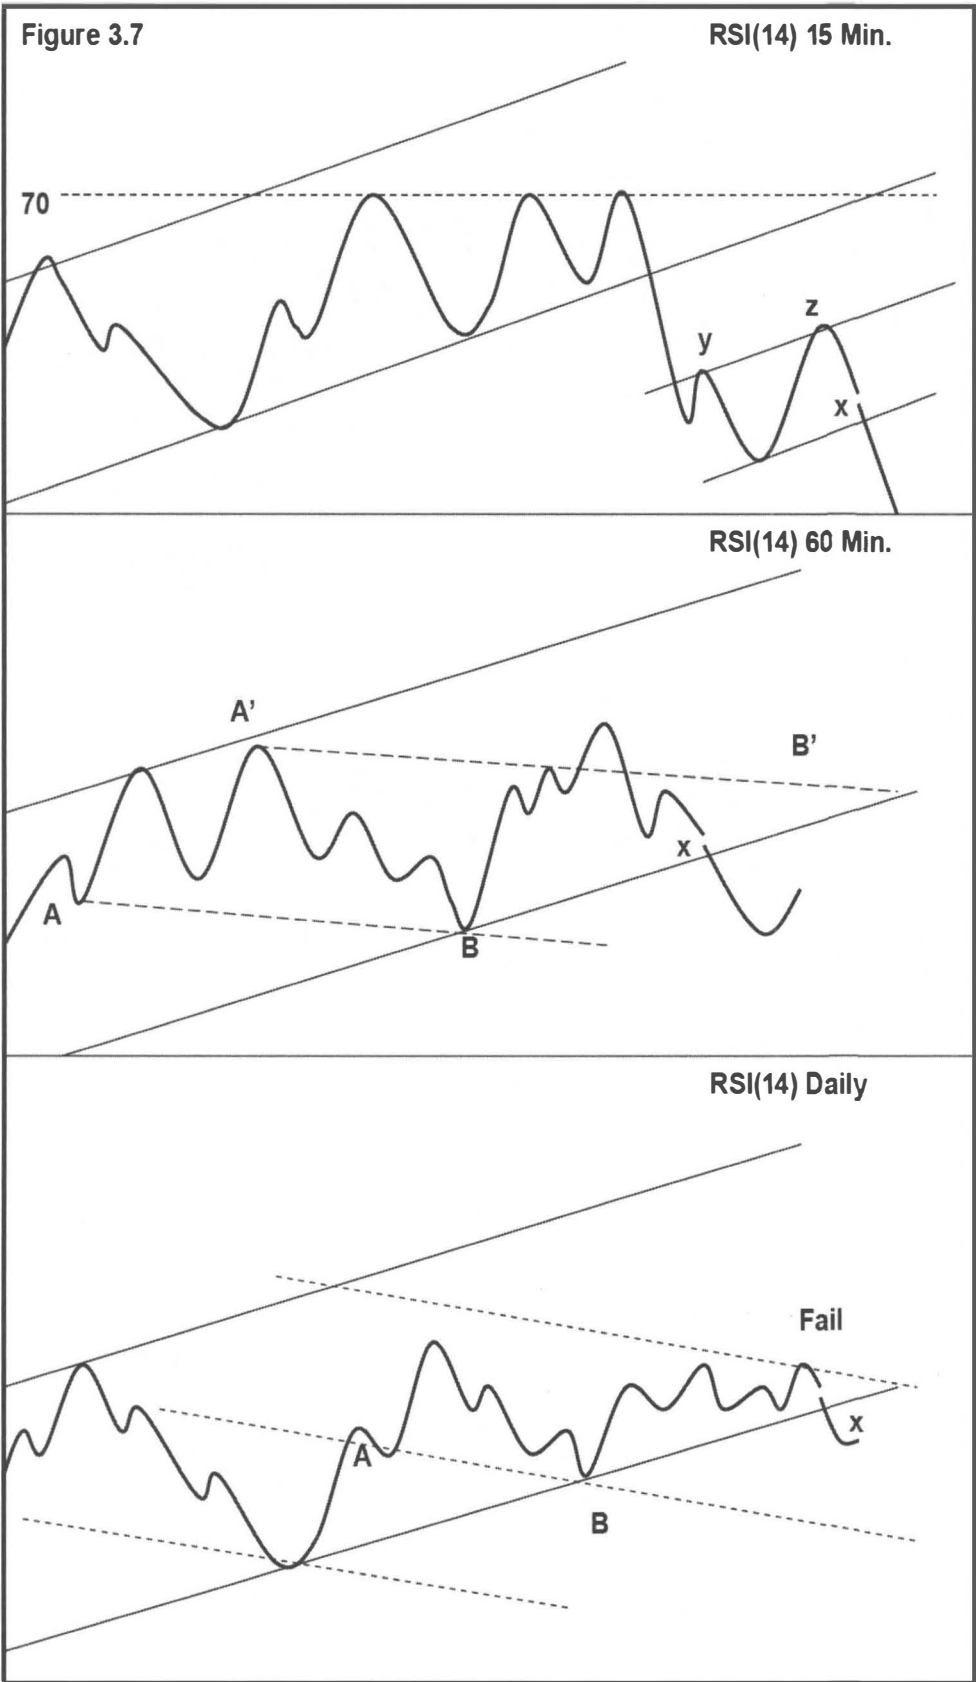 Figure 3.7
RSI(14) 15 Min.
70
z
y
x
RSI(14) 60 Min.
A’
B’
x
A
B
RSI(14) Daily
Fail
x
A
B